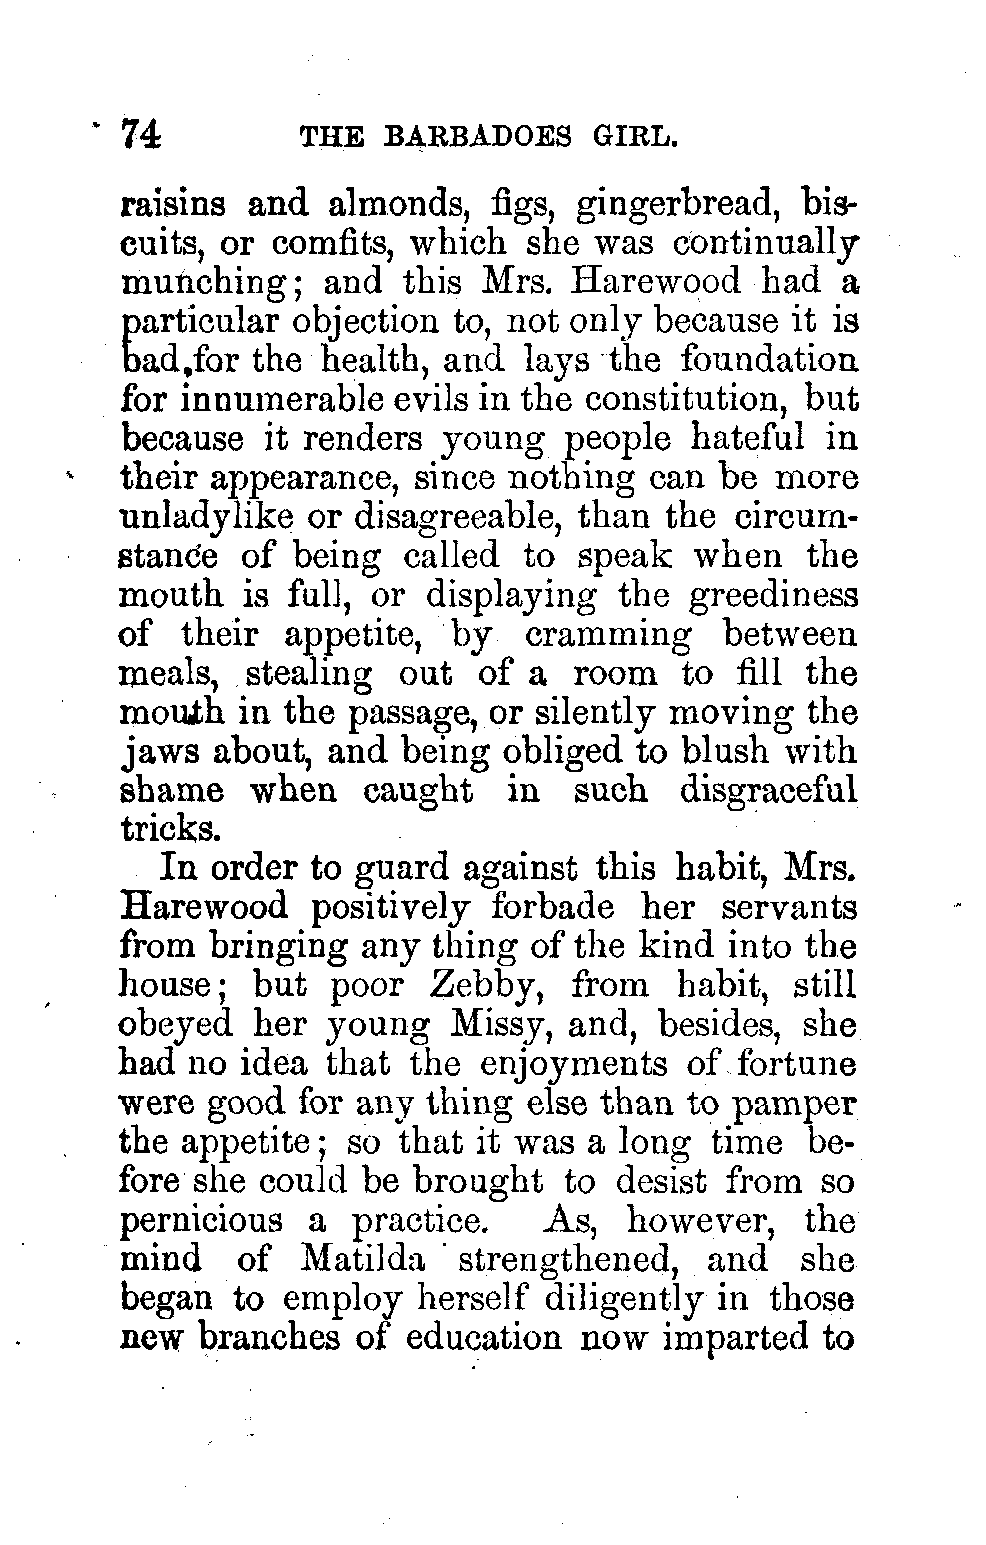 74 THE BARBADOES GIRL.
raisins and almonds, figs, gingerbread, bis-
cuits, or comfits, which she was continually
munching; and this Mrs. Harewood had a
particular objection to, not only because it is
bad for the health, and lays the foundation
for innumerable evils in the constitution, but
because it renders young people hateful in
their appearance, since nothing can be more
unladylike or disagreeable, than the circum-
stance of being called to speak when the
mouth is full, or displaying the greediness
of their appetite, by cramming between
meals, stealing out of a room to fill the
mouth in the passage, or silently moving the
jaws about, and being obliged to blush with
shame when caught in such disgraceful
tricks.
In order to guard against this habit, Mrs.
Harewood positively forbade her servants
from bringing any thing of the kind into the
house; but poor Zebby, from habit, still
obeyed her young Missy, and, besides, she
had no idea that the enjoyments of fortune
were good for any thing else than to pamper
the appetite; so that it was a long time be-
fore she could be brought to desist from so
pernicious a practice. As, however, the
mind of Matilda strengthened, and she
began to employ herself diligently in those
new branches of education now imparted to